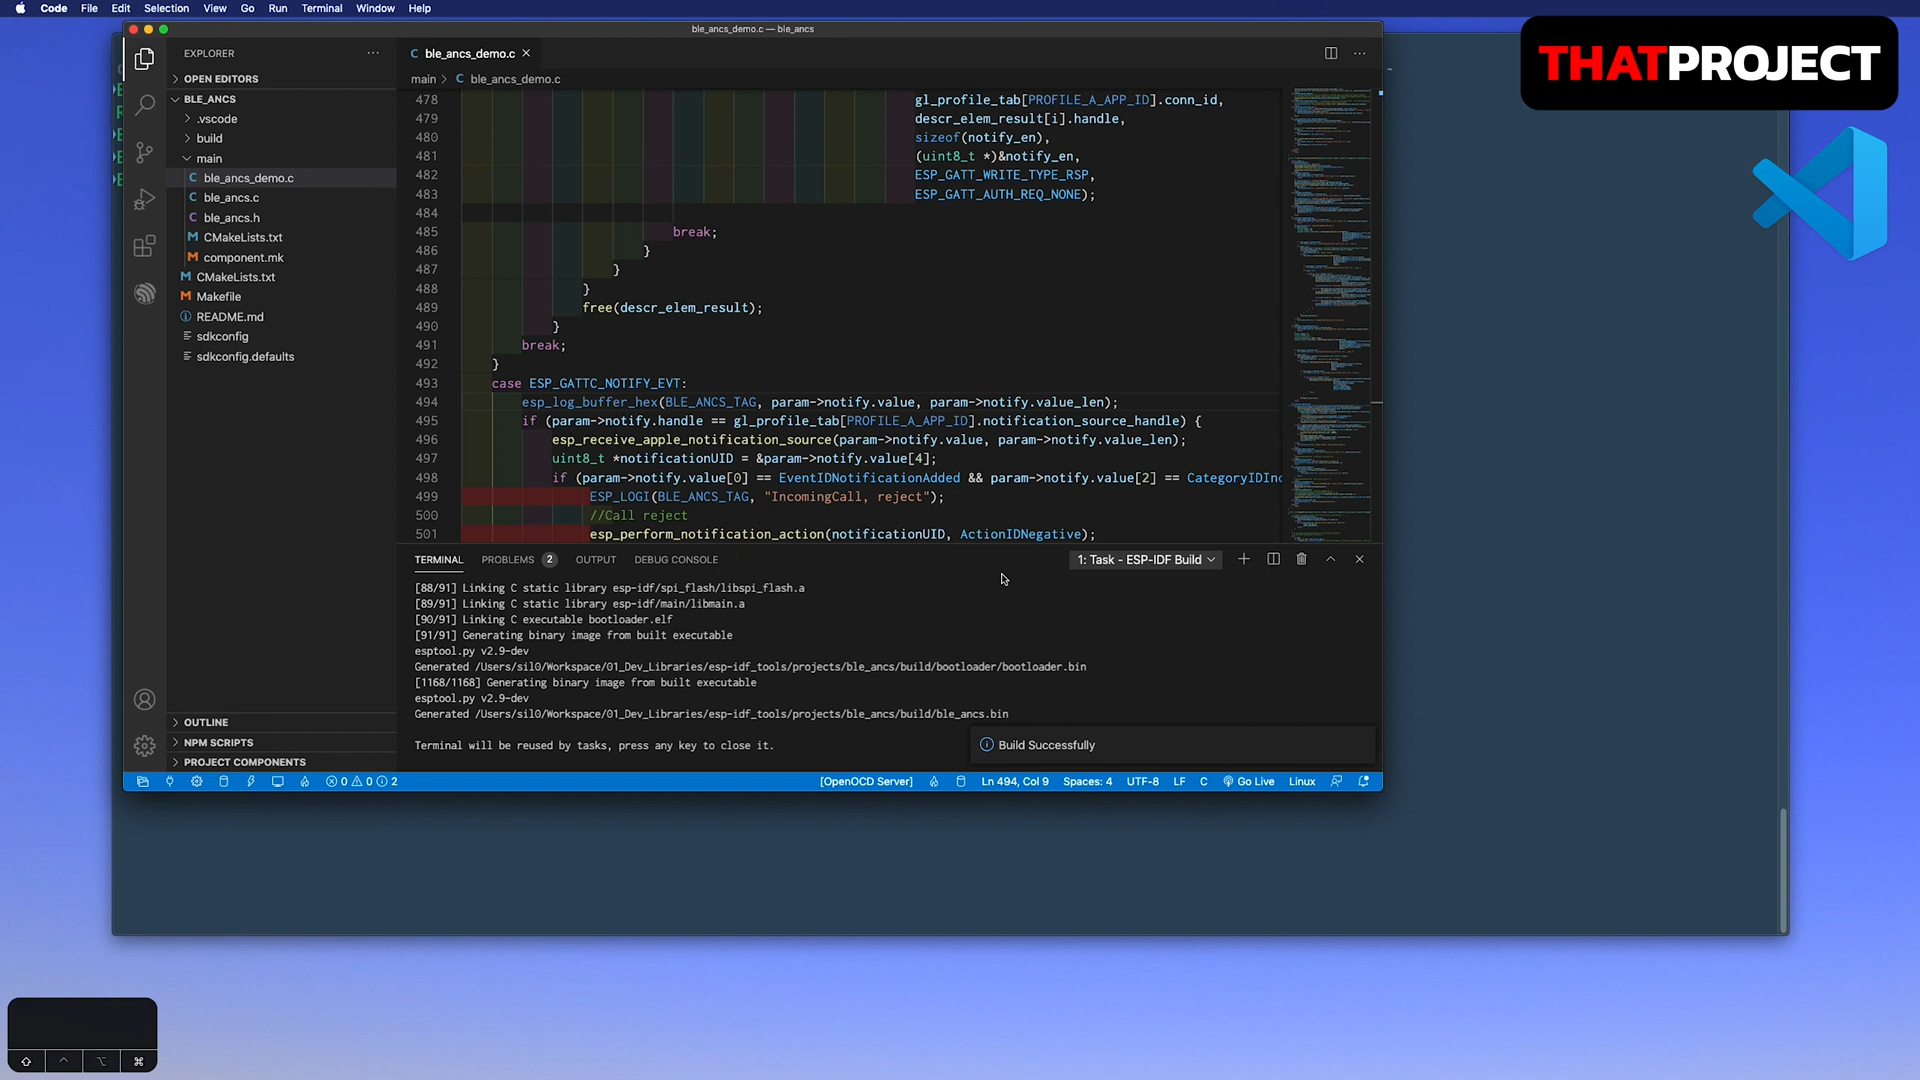 Code File Edit Selection View Go Run Terminal Window Help
ble_ancs_demo.c — ble_ancs
THATPROJECT
EXPLORER
OPEN EDITORS
BLE_ANCS
.vscode
build
main
C ble_ancs_demo.c
C ble_ancs.c
C ble_ancs.h
M CMakeLists.txt
M component.mk
M CMakeLists.txt
M Makefile
README.md
sdkconfig
sdkconfig.defaults
OUTLINE
NPM SCRIPTS
PROJECT COMPONENTS
C ble_ancs_demo.c
main > C ble_ancs_demo.c
478 gl_profile_tab[PROFILE_A_APP_ID].conn_id,
479 descr_elem_result[i].handle,
480 sizeof(notify_en),
481 (uint8_t *)&notify_en,
482 ESP_GATT_WRITE_TYPE_RSP,
483 ESP_GATT_AUTH_REQ_NONE);
484
485 break;
486 }
487 }
488 }
489 free(descr_elem_result);
490 }
491 break;
492 }
493 case ESP_GATTC_NOTIFY_EVT:
494 esp_log_buffer_hex(BLE_ANCS_TAG, param->notify.value, param->notify.value_len);
495 if (param->notify.handle == gl_profile_tab[PROFILE_A_APP_ID].notification_source_handle) {
496 esp_receive_apple_notification_source(param->notify.value, param->notify.value_len);
497 uint8_t *notificationUID = &param->notify.value[4];
498 if (param->notify.value[0] == EventIDNotificationAdded && param->notify.value[2] == CategoryIDInc
499 ESP_LOGI(BLE_ANCS_TAG, "IncomingCall, reject");
500 //Call reject
501 esp_perform_notification_action(notificationUID, ActionIDNegative);
TERMINAL PROBLEMS 2 OUTPUT DEBUG CONSOLE 1: Task - ESP-IDF Build
[88/91] Linking C static library esp-idf/spi_flash/libspi_flash.a
[89/91] Linking C static library esp-idf/main/libmain.a
[90/91] Linking C executable bootloader.elf
[91/91] Generating binary image from built executable
esptool.py v2.9-dev
Generated /Users/sil0/Workspace/01_Dev_Libraries/esp-idf_tools/projects/ble_ancs/build/bootloader/bootloader.bin
[1168/1168] Generating binary image from built executable
esptool.py v2.9-dev
Generated /Users/sil0/Workspace/01_Dev_Libraries/esp-idf_tools/projects/ble_ancs/build/ble_ancs.bin
Terminal will be reused by tasks, press any key to close it.
Build Successfully
0 0 2 [OpenOCD Server] Ln 494, Col 9 Spaces: 4 UTF-8 LF C Go Live Linux